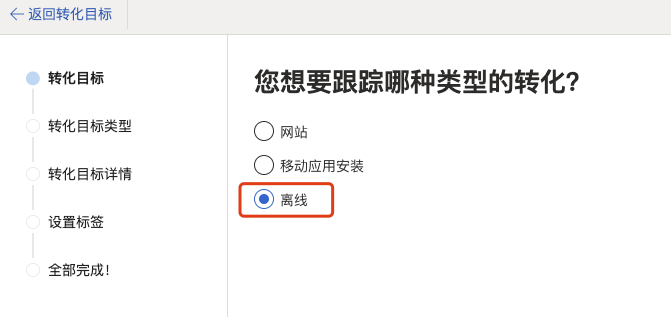 返回转化目标
转化目标
转化目标类型
转化目标详情
设置标签
全部完成！
您想要跟踪哪种类型的转化？
网站
移动应用安装
离线